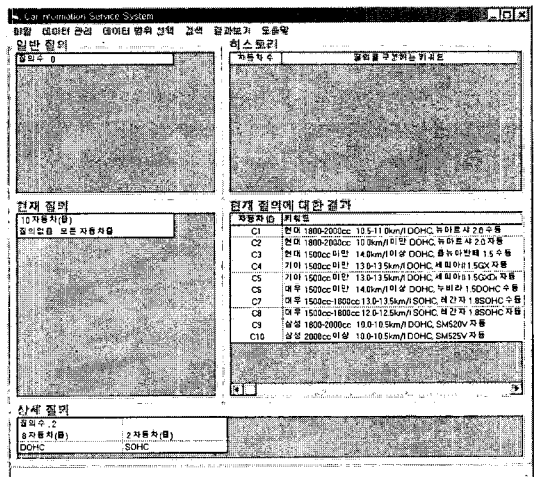 Car Information Service System
파일 데이터 관리 데이터 범위 선택 검색 결과보기 도움말
일반 질의
질의수 0
히스토리
자동차 수 질의를 구분하는 키워드
현재 질의
10 자동차(들)
질의없음 모든 자동차들
현재 질의에 대한 결과
자동차 ID 키워드
C1 현대 1800-2000cc 10.5-11.0km/l DOHC, 뉴마르샤 2.0 수동
C2 현대 1800-2000cc 10.0km/l 미만 DOHC, 뉴마르샤 2.0 자동
C3 현대 1500cc 미만 14.0km/l 이상 DOHC, 올뉴아반떼 1.5 수동
C4 기아 1500cc 미만 13.0-13.5km/l DOHC, 세피아II 1.5GX 자동
C5 기아 1500cc 미만 13.0-13.5km/l DOHC, 세피아II 1.5GXDx 자동
C6 대우 1500cc 미만 14.0km/l 이상 DOHC, 누비라 1.5DOHC 수동
C7 대우 1500cc-1800cc 13.0-13.5km/l SOHC, 레간자 1.8SOHC 수동
C8 대우 1500cc-1800cc 12.0-12.5km/l SOHC, 레간자 1.8SOHC 자동
C9 삼성 1800-2000cc 10.0-10.5km/l DOHC, SM520V 자동
C10 삼성 2000cc 이상 10.0-10.5km/l DOHC, SM525V 자동
상세 질의
질의수 .2
8 자동차(들) 2 자동차(들)
DOHC SOHC